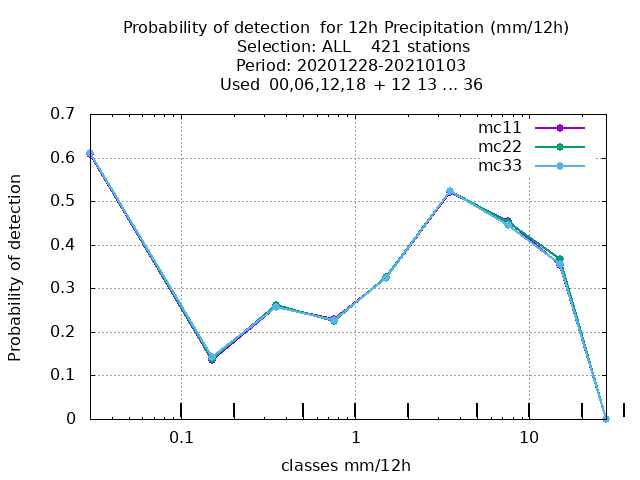 Probability of detection  for 12h Precipitation (mm/12h)
Selection: ALL    421 stations
Period: 20201228-20210103
Used  00,06,12,18  + 12 13 ... 36
mc11
mc22
mc33
0.7
0.6
0.5
0.4
0.3
0.2
0.1
0
Probability of detection
0.1 1 10
classes mm/12h